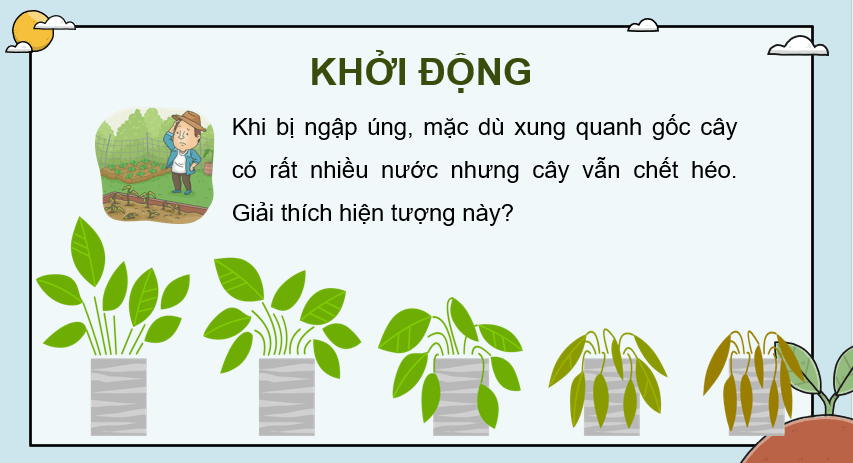 KHỞI ĐỘNG
Khi bị ngập úng, mặc dù xung quanh gốc cây
có rất nhiều nước nhưng cây vẫn chết héo.
Giải thích hiện tượng này?